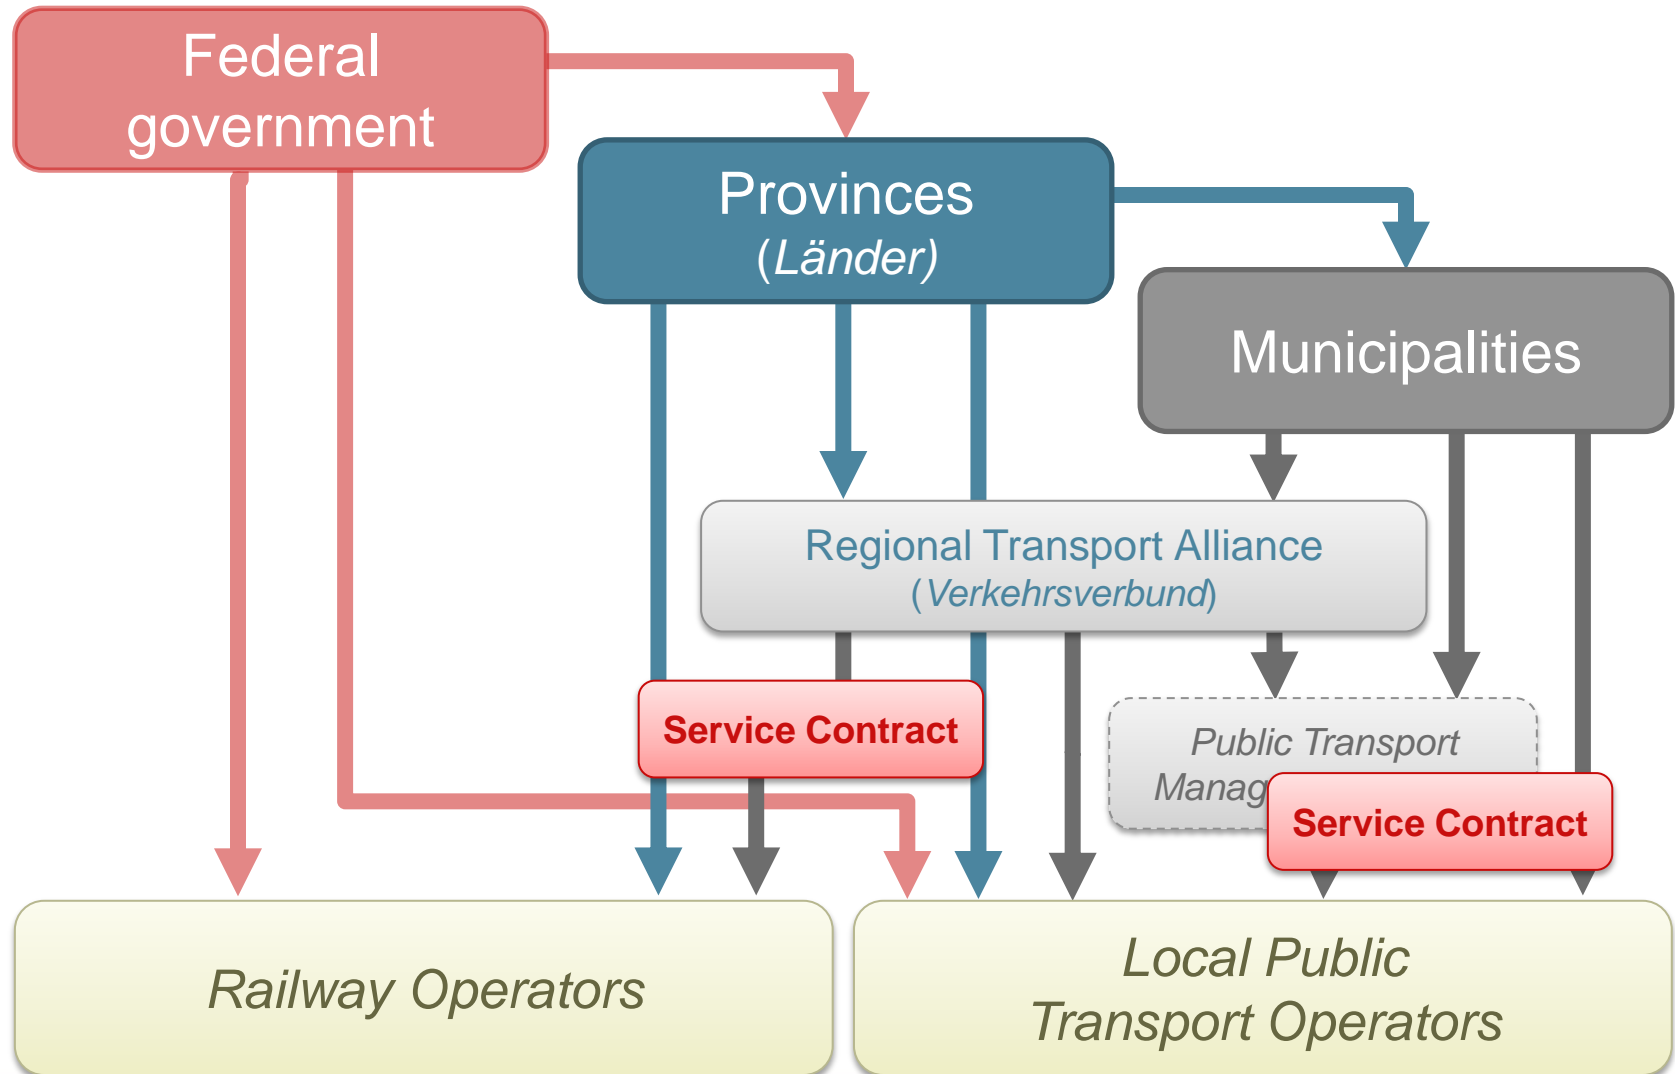 Federal
government
Provinces
(Länder)
Municipalities
Regional Transport Alliance
(Verkehrsverbund)
Service Contract
Public Transport
Service Contract
Railway Operators
Local Public
Transport Operators